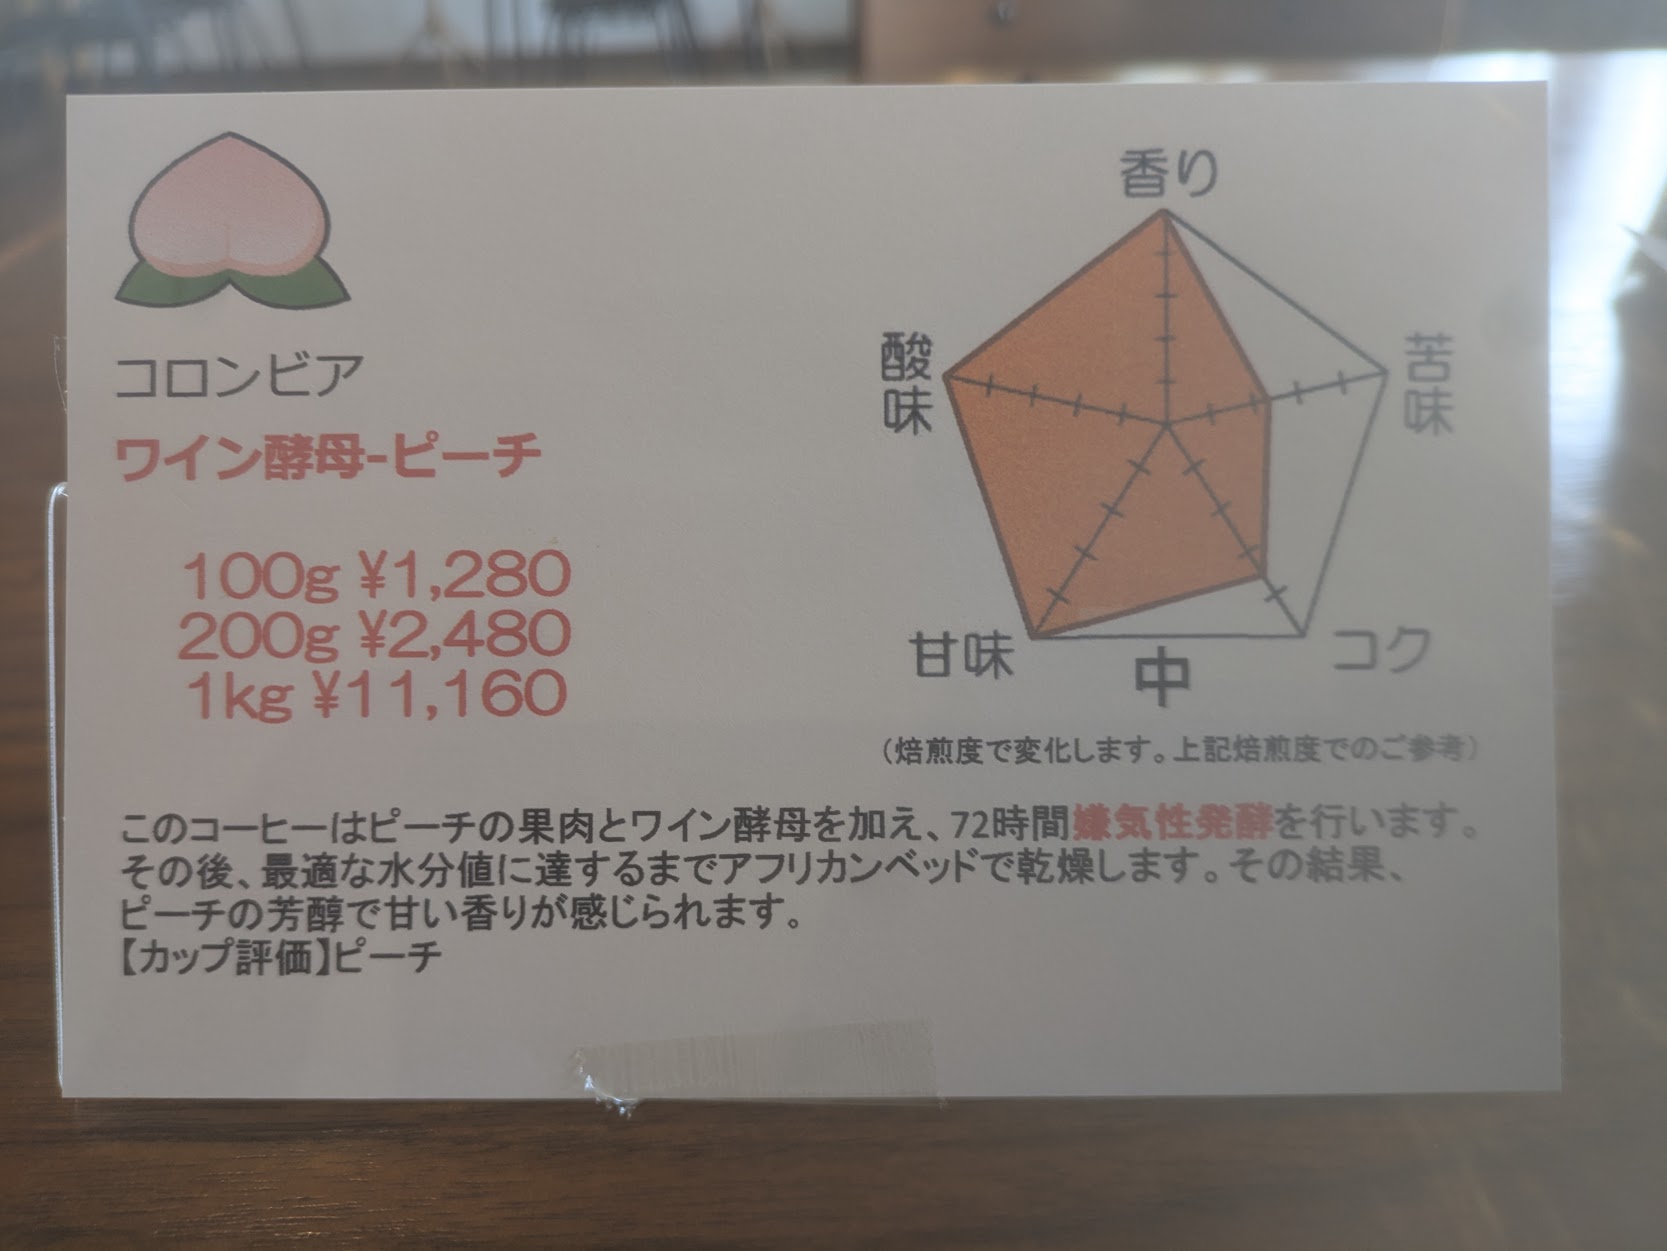 コロンビア
ワイン酵母-ピーチ
100g ¥1,280
200g ¥2,480
1kg ¥11,160
香り
酸味
苦味
甘味
コク
中
(焙煎度で変化します。上記焙煎度でのご参考)
このコーヒーはピーチの果肉とワイン酵母を加え、72時間嫌気性発酵を行います。
その後、最適な水分値に達するまでアフリカンベッドで乾燥します。その結果、
ピーチの芳醇で甘い香りが感じられます。
【カップ評価】ピーチ